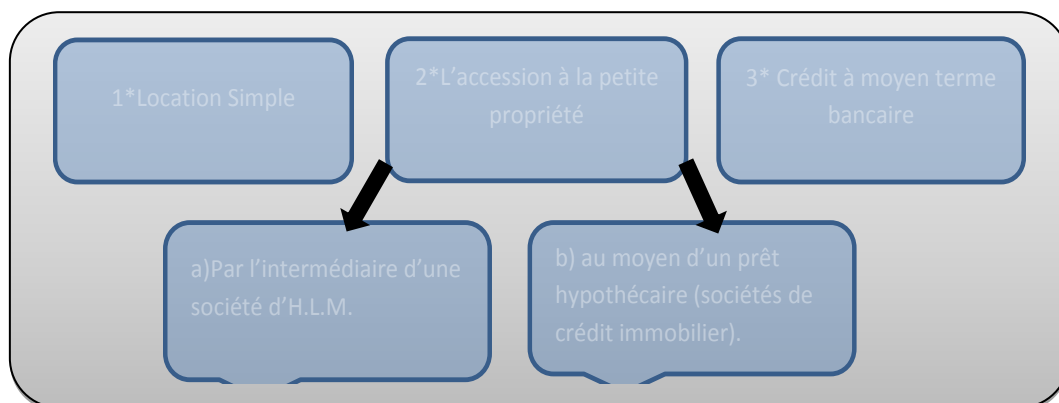 1*Location Simple
2*L'accession à la petite
propriété
3* Crédit à moyen terme
bancaire
a)Par l'intermédiaire d'une
société d'H.L.M.
b) au moyen d'un prêt
hypothécaire (sociétés de
crédit immobilier).